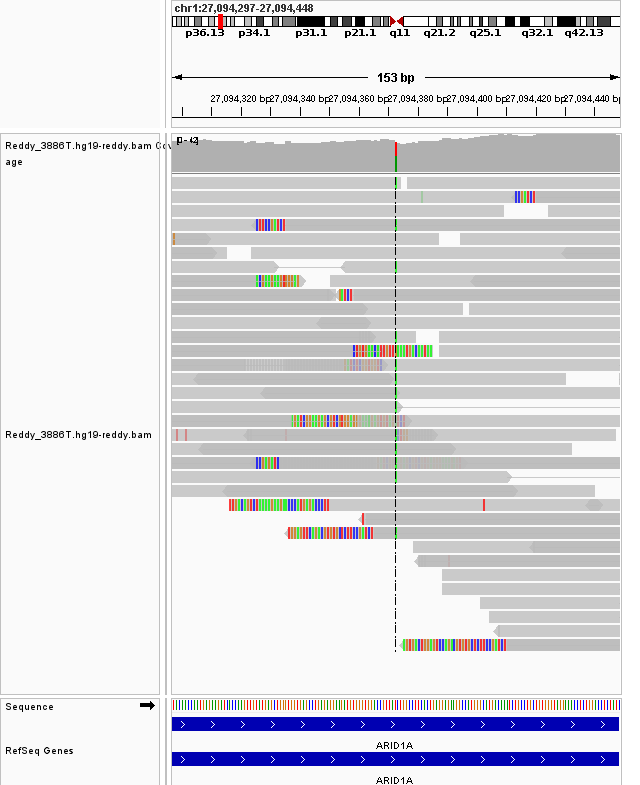 chr1:27,094,297-27,094,448
p36.13 p34.1 p31.1 p21.1 q11 q21.2 q25.1 q32.1 q42.13
153 bp
27,094,320 bp 27,094,340 bp 27,094,360 bp 27,094,380 bp 27,094,400 bp 27,094,420 bp 27,094,440 bp
[0 - 42]
Reddy_3886T.hg19-reddy.bam Cov
age
Reddy_3886T.hg19-reddy.bam
Sequence
ARID1A
RefSeq Genes
ARID1A